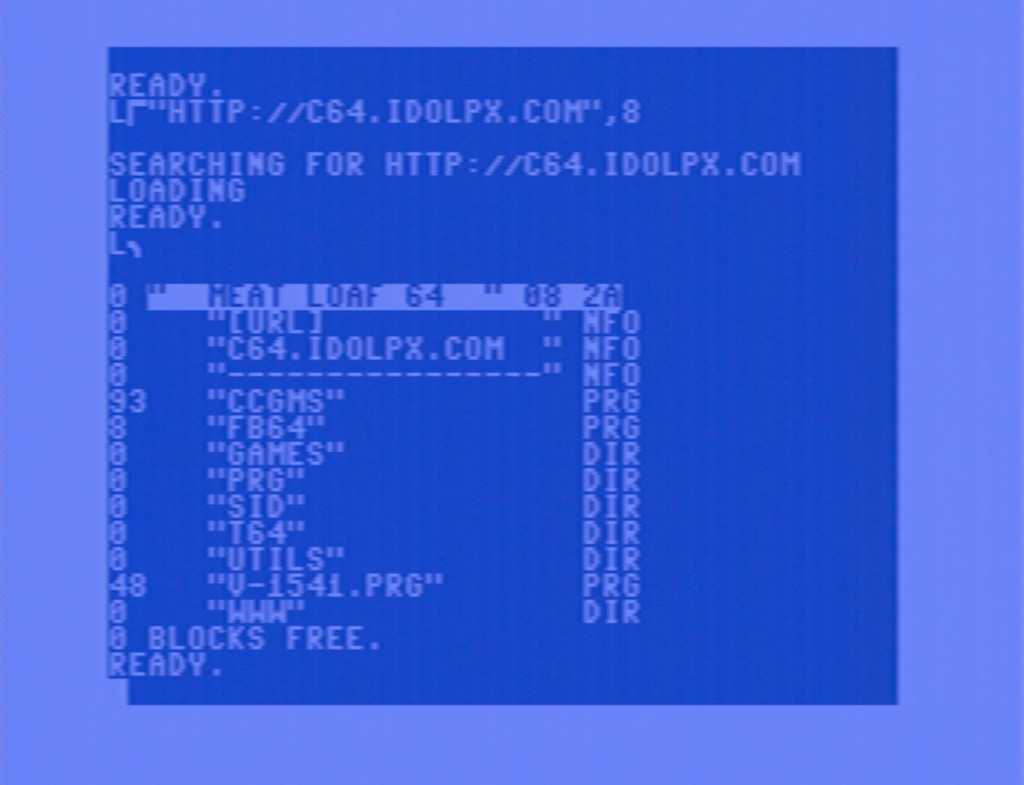 READY.
L┌"HTTP://C64.IDOLPX.COM",8
SEARCHING FOR HTTP://C64.IDOLPX.COM
LOADING
READY.
L╮
0 "  MEAT LOAF 64  " 08 2A
0 "[URL]           " NFO
0 "C64.IDOLPX.COM  " NFO
0 "----------------" NFO
93 "CCGMS" PRG
8 "FB64" PRG
0 "GAMES" DIR
0 "PRG" DIR
0 "SID" DIR
0 "T64" DIR
0 "UTILS" DIR
48 "V-1541.PRG" PRG
0 "WWW" DIR
0 BLOCKS FREE.
READY.